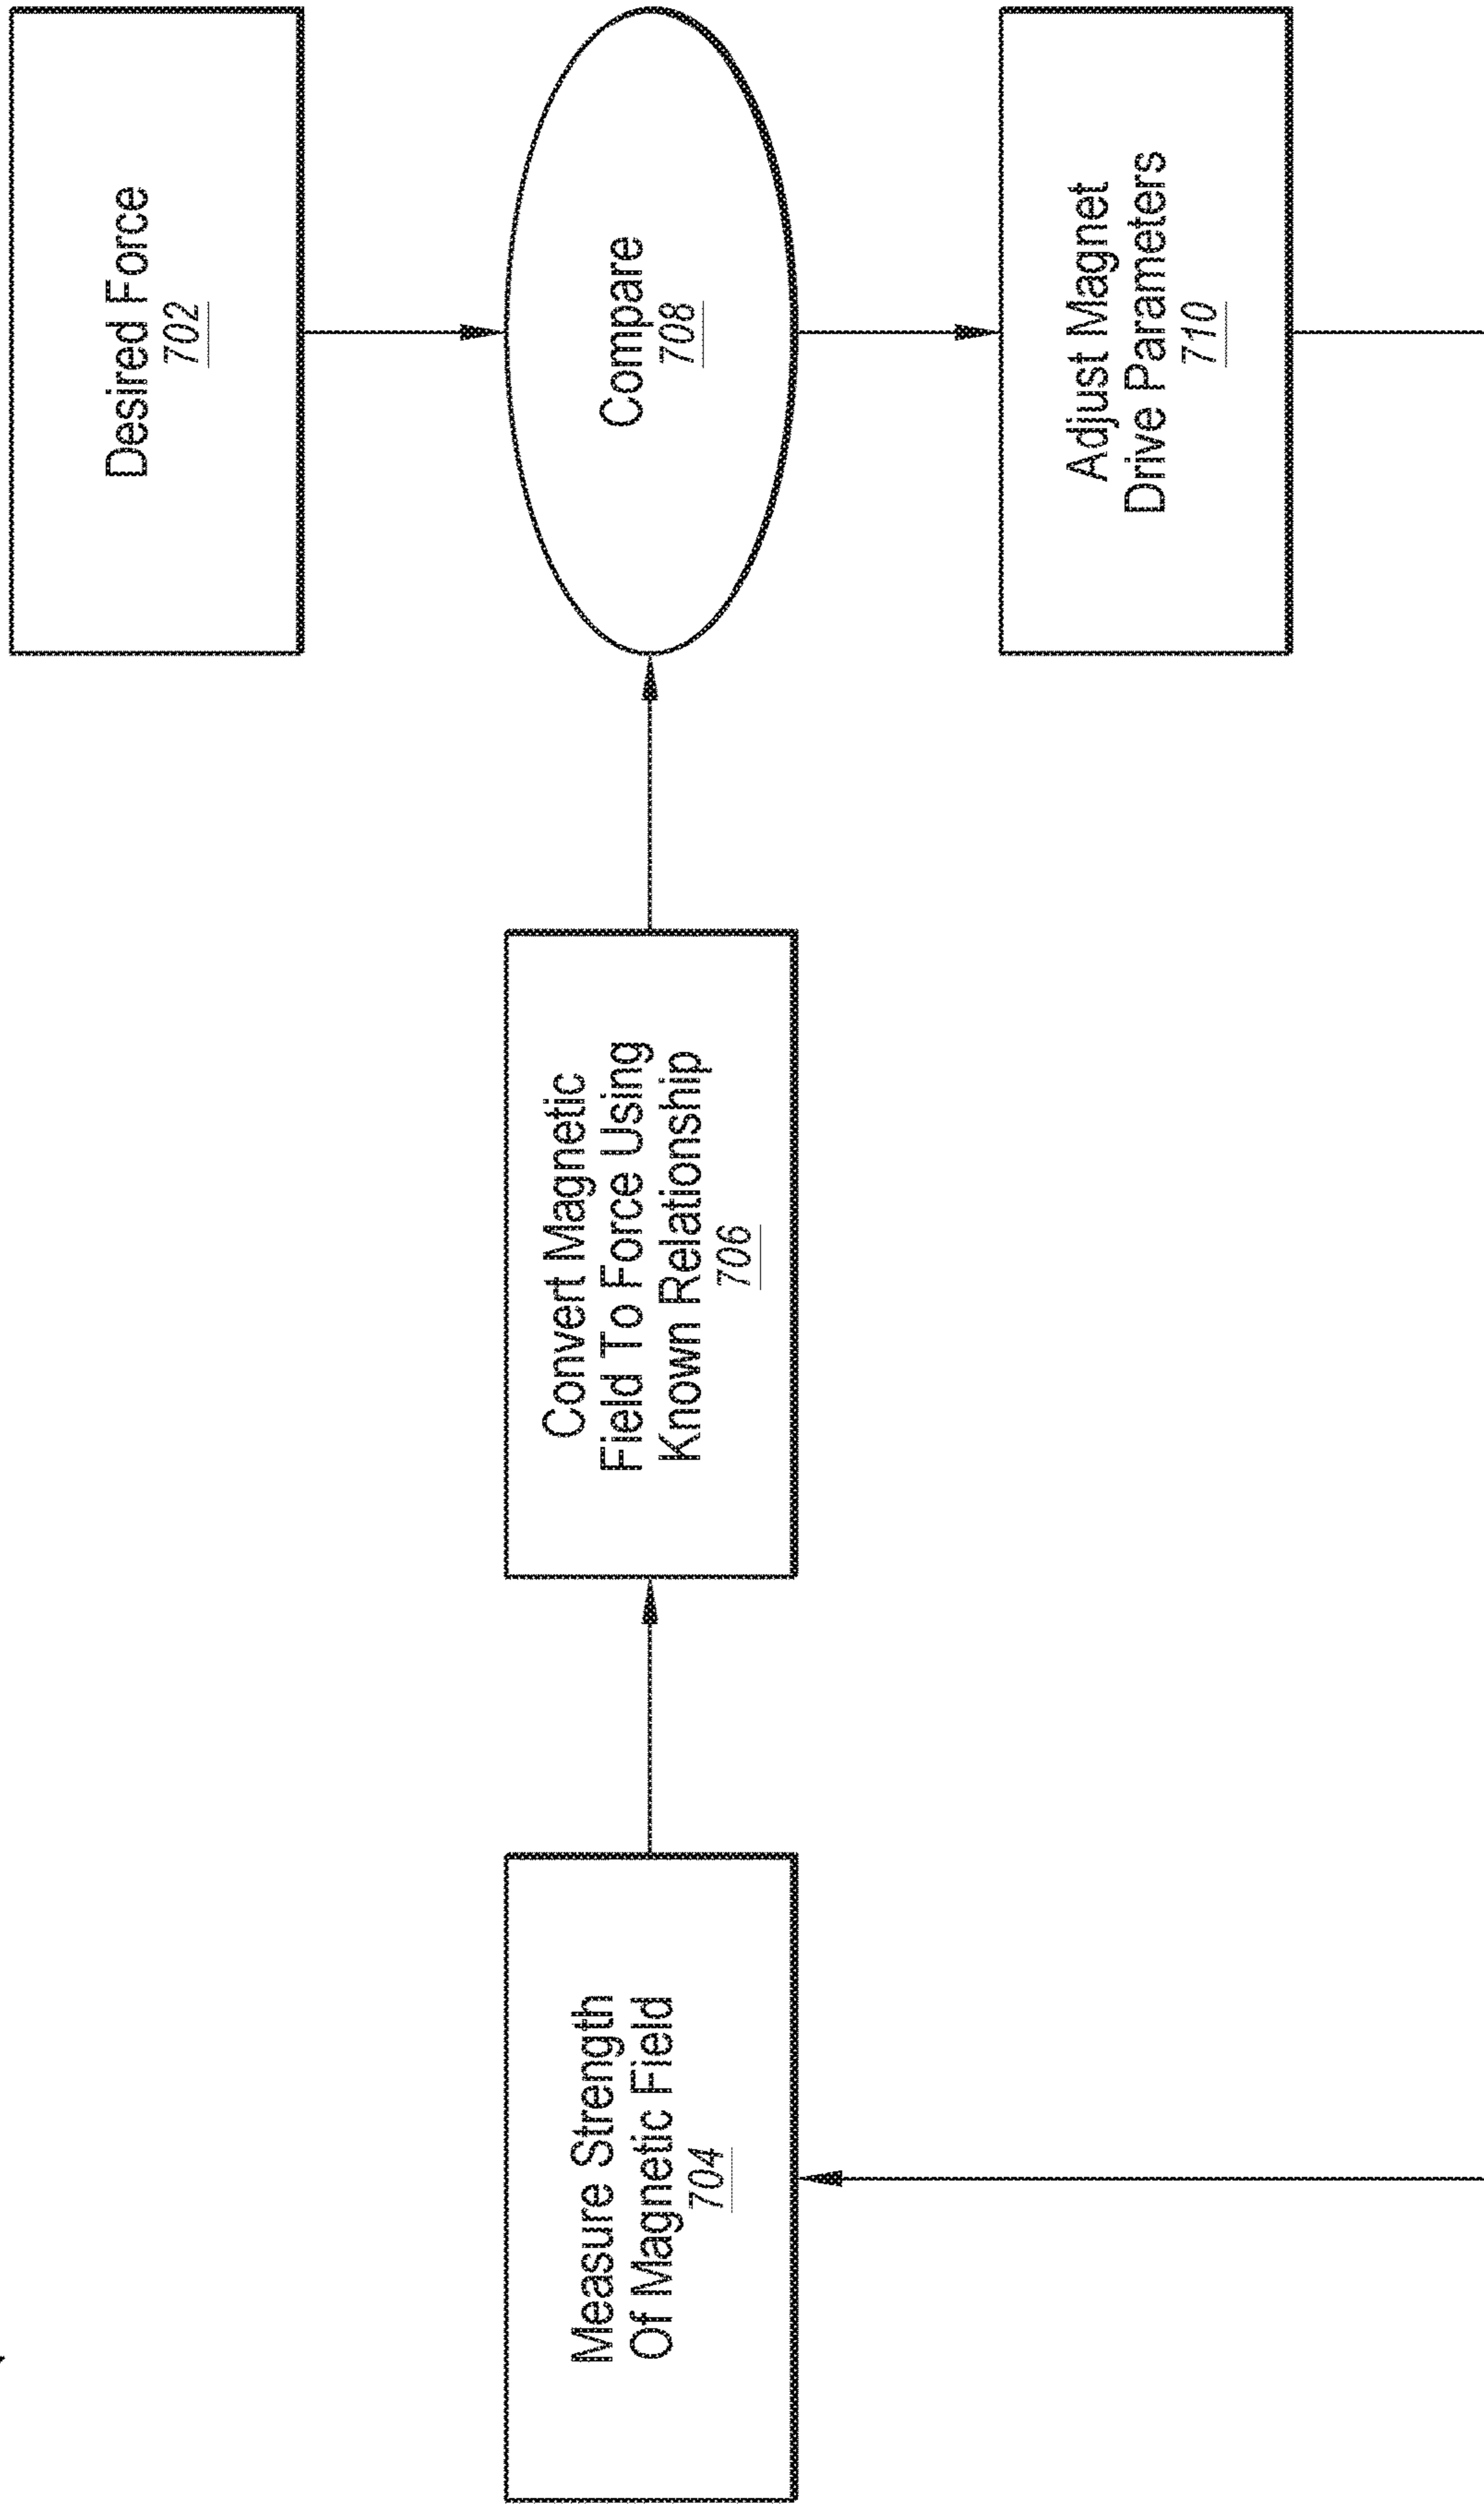 Desired Force
702
Measure Strength
Of Magnetic Field
704
Convert Magnetic
Field To Force Using
Known Relationship
706
Compare
708
Adjust Magnet
Drive Parameters
710